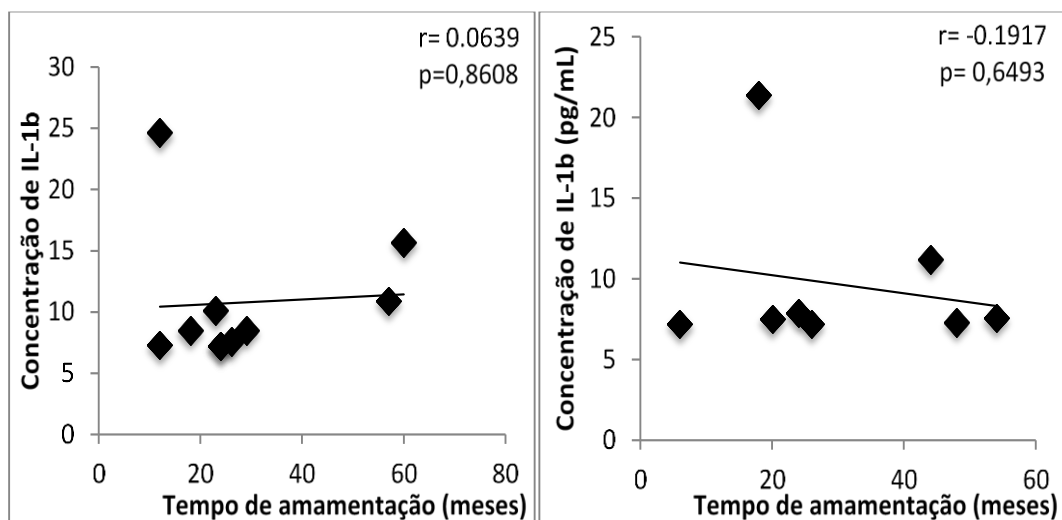 r= 0.0639
p=0,8608
Concentração de IL-1b
30
25
20
15
10
5
0
0 20 40 60 80
Tempo de amamentação (meses)
r= -0.1917
p= 0,6493
Concentração de IL-1b (pg/mL)
25
20
15
10
5
0
0 20 40 60
Tempo de amamentação (meses)